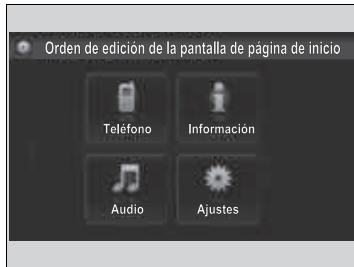 Orden de edición de la pantalla de página de inicio
Teléfono Información
Audio Ajustes